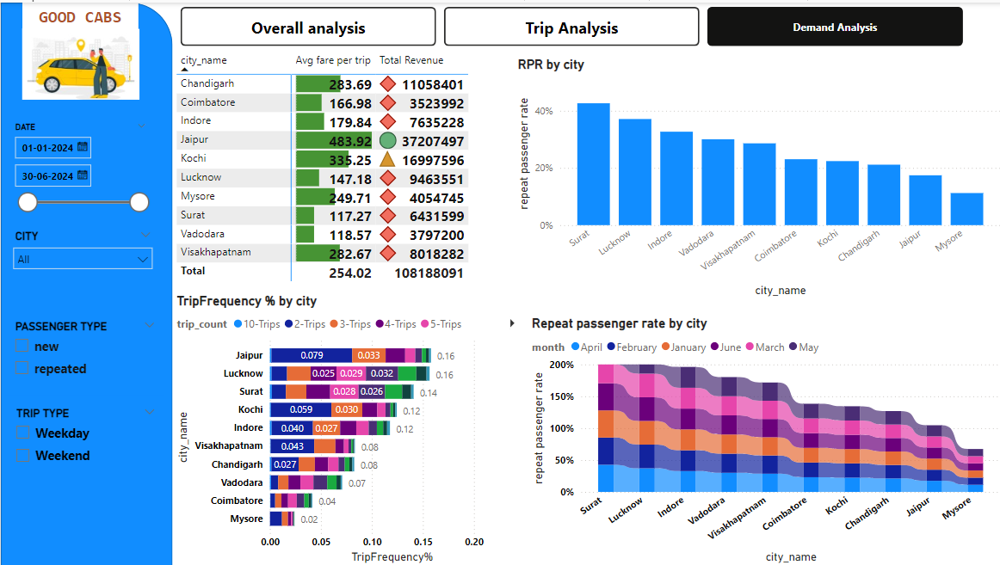 GOOD CABS
Overall analysis
Trip Analysis
Demand Analysis
DATE
01-01-2024
30-06-2024
CITY
All
PASSENGER TYPE
new
repeated
TRIP TYPE
Weekday
Weekend
city_name Avg fare per trip Total Revenue
Chandigarh 283.69 11058401
Coimbatore 166.98 3523992
Indore 179.84 7635228
Jaipur 483.92 37207497
Kochi 335.25 16997596
Lucknow 147.18 9463551
Mysore 249.71 4054745
Surat 117.27 6431599
Vadodara 118.57 3797200
Visakhapatnam 282.67 8018282
Total 254.02 108188091
RPR by city
repeat passenger rate
40%
20%
0%
Surat Lucknow Indore Vadodara Visakhapatnam Coimbatore Kochi Chandigarh Jaipur Mysore
city_name
TripFrequency % by city
trip_count 10-Trips 2-Trips 3-Trips 4-Trips 5-Trips
city_name
Jaipur 0.079 0.033 0.16
Lucknow 0.025 0.029 0.032 0.16
Surat 0.028 0.026 0.14
Kochi 0.059 0.030 0.12
Indore 0.040 0.027 0.12
Visakhapatnam 0.043 0.08
Chandigarh 0.027 0.08
Vadodara 0.07
Coimbatore 0.04
Mysore 0.02
0.00 0.05 0.10 0.15 0.20
TripFrequency%
Repeat passenger rate by city
month April February January June March May
repeat passenger rate
200%
150%
100%
50%
0%
Surat Lucknow Indore Vadodara Visakhapatnam Coimbatore Kochi Chandigarh Jaipur Mysore
city_name